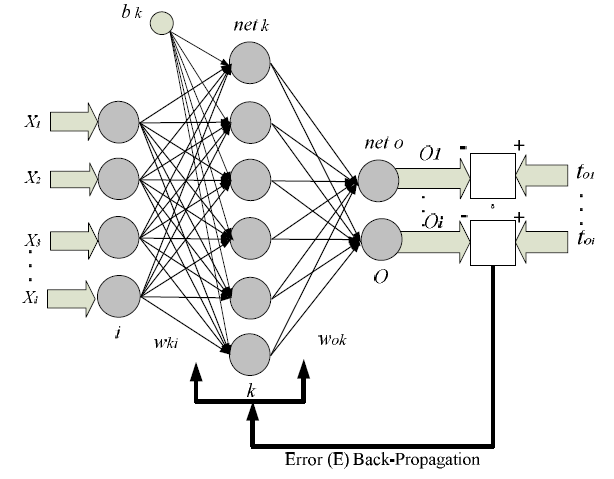 b k
net k
X1
X2
X3
Xi
net o
O1
Oi
- +
- +
to1
toi
i
wki
k
wok
O
Error (E) Back-Propagation